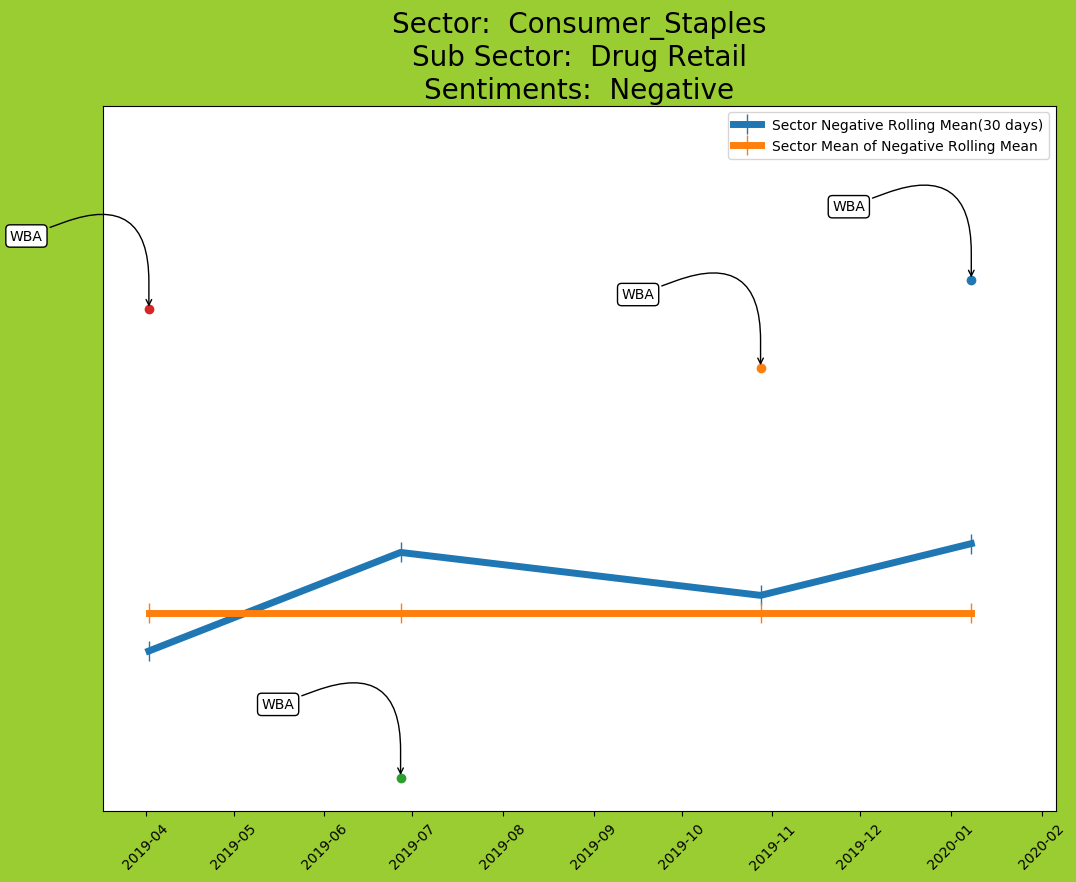 Sector:  Consumer_Staples
Sub Sector:  Drug Retail
Sentiments:  Negative
Sector Negative Rolling Mean(30 days)
Sector Mean of Negative Rolling Mean
WBA
WBA
WBA
WBA
2019-04
2019-05
2019-06
2019-07
2019-08
2019-09
2019-10
2019-11
2019-12
2020-01
2020-02